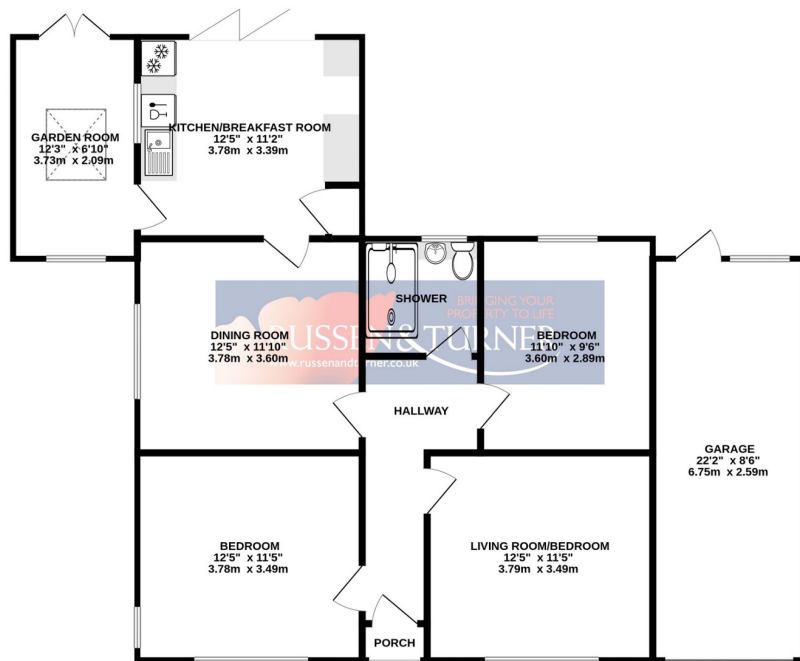 GARDEN ROOM
12'3" x 6'10"
3.73m x 2.09m
KITCHEN/BREAKFAST ROOM
12'5" x 11'2"
3.78m x 3.39m
DINING ROOM
12'5" x 11'10"
3.78m x 3.60m
SHOWER
BRINGING YOUR
PROPERTY TO LIFE
RUSSEN & TURNER
www.russenandturner.co.uk
BEDROOM
11'10" x 9'6"
3.60m x 2.89m
HALLWAY
GARAGE
22'2" x 8'6"
6.75m x 2.59m
BEDROOM
12'5" x 11'5"
3.78m x 3.49m
LIVING ROOM/BEDROOM
12'5" x 11'5"
3.79m x 3.49m
PORCH